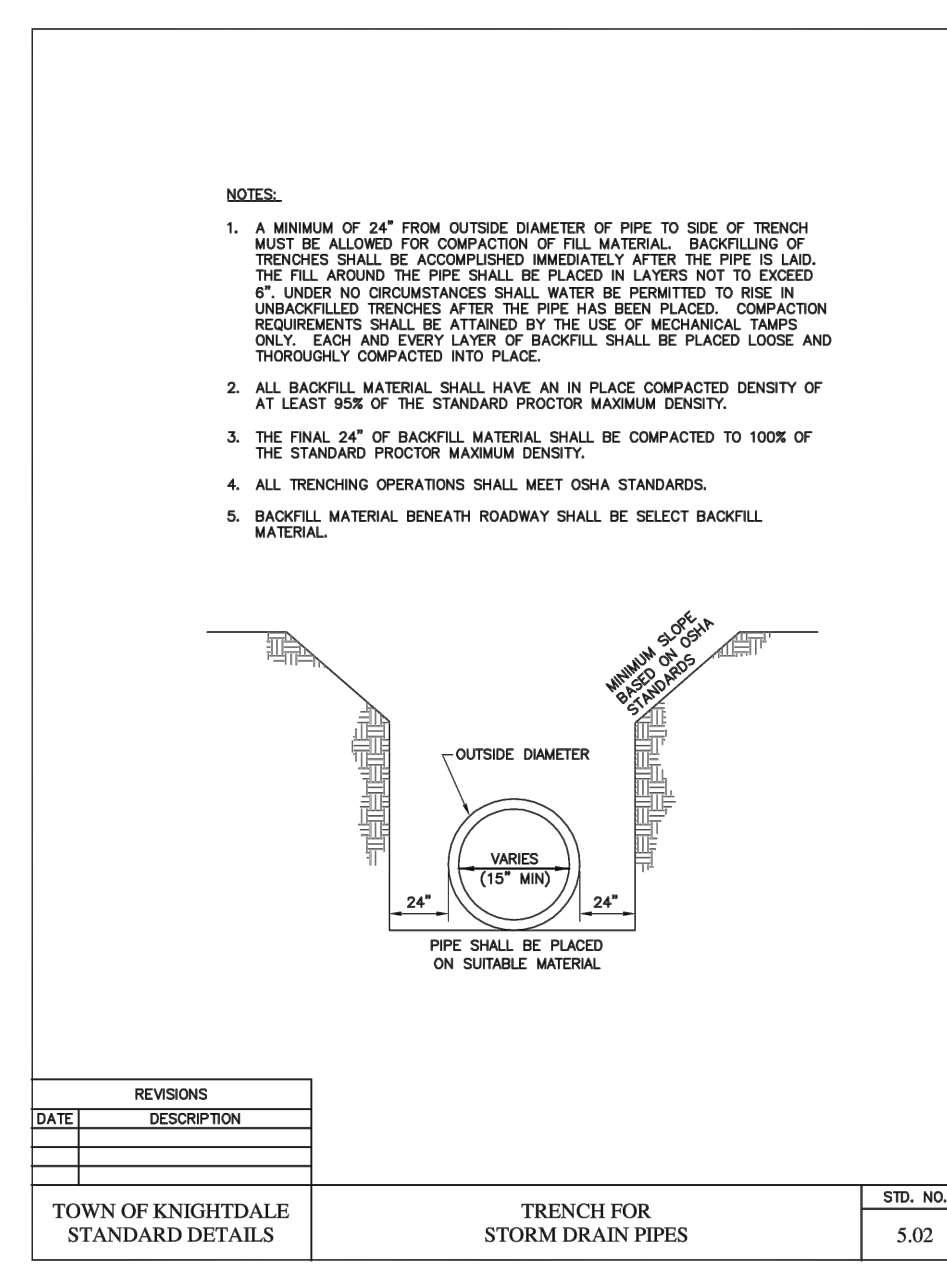 NOTES:
1. A MINIMUM OF 24" FROM OUTSIDE DIAMETER OF PIPE TO SIDE OF TRENCH
MUST BE ALLOWED FOR COMPACTION OF FILL MATERIAL. BACKFILLING OF
TRENCHES SHALL BE ACCOMPLISHED IMMEDIATELY AFTER THE PIPE IS LAID.
THE FILL AROUND THE PIPE SHALL BE PLACED IN LAYERS NOT TO EXCEED
6". UNDER NO CIRCUMSTANCES SHALL WATER BE PERMITTED TO RISE IN
UNBACKFILLED TRENCHES AFTER THE PIPE HAS BEEN PLACED. COMPACTION
REQUIREMENTS SHALL BE ATTAINED BY THE USE OF MECHANICAL TAMPS
ONLY. EACH AND EVERY LAYER OF BACKFILL SHALL BE PLACED LOOSE AND
THOROUGHLY COMPACTED INTO PLACE.
2. ALL BACKFILL MATERIAL SHALL HAVE AN IN PLACE COMPACTED DENSITY OF
AT LEAST 95% OF THE STANDARD PROCTOR MAXIMUM DENSITY.
3. THE FINAL 24" OF BACKFILL MATERIAL SHALL BE COMPACTED TO 100% OF
THE STANDARD PROCTOR MAXIMUM DENSITY.
4. ALL TRENCHING OPERATIONS SHALL MEET OSHA STANDARDS.
5. BACKFILL MATERIAL BENEATH ROADWAY SHALL BE SELECT BACKFILL
MATERIAL.
MINIMUM SLOPE
BASED ON OSHA
STANDARDS
OUTSIDE DIAMETER
VARIES
(15" MIN)
24"
24"
PIPE SHALL BE PLACED
ON SUITABLE MATERIAL
REVISIONS
DATE DESCRIPTION
TOWN OF KNIGHTDALE
STANDARD DETAILS
TRENCH FOR
STORM DRAIN PIPES
STD. NO.
5.02